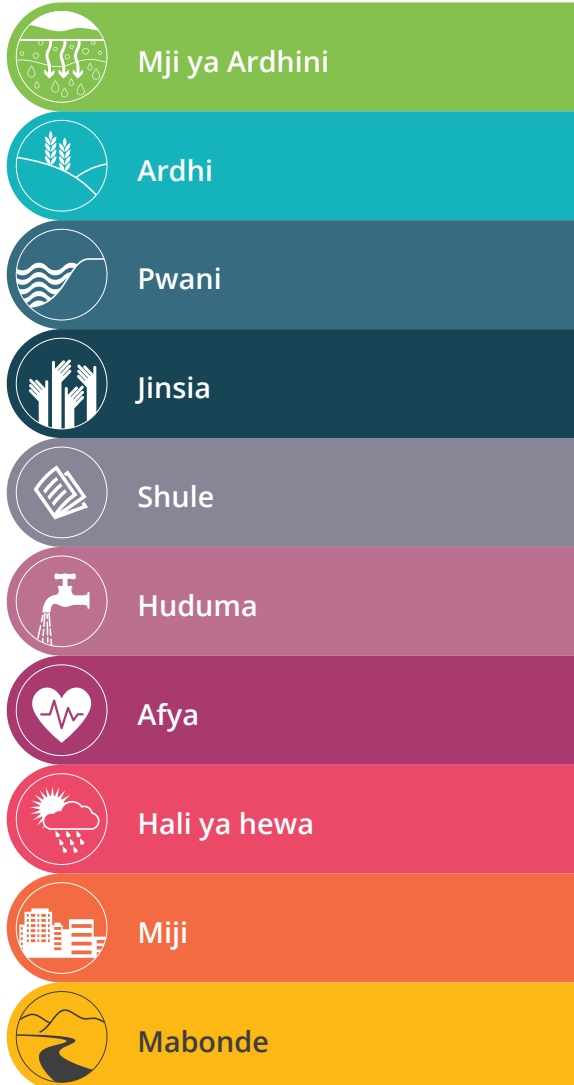 Mji ya Ardhini
Ardhi
Pwani
Jinsia
Shule
Huduma
Afya
Hali ya hewa
Miji
Mabonde